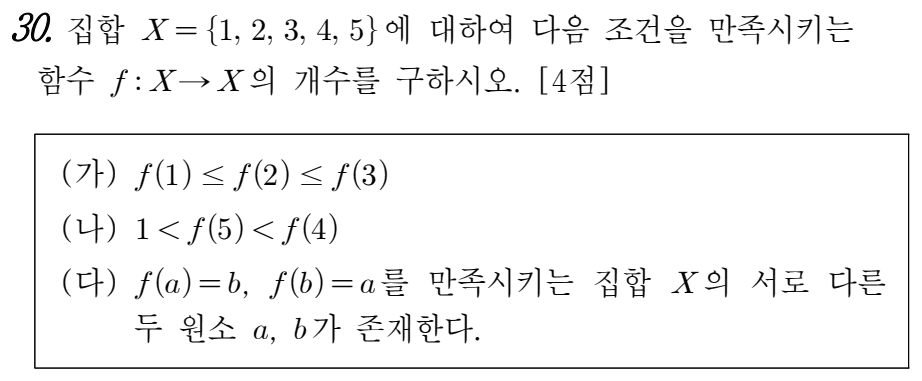 30. 집합 X={1, 2, 3, 4, 5}에 대하여 다음 조건을 만족시키는
함수 f : X→X의 개수를 구하시오. [4점]
(가) f(1)≤f(2)≤f(3)
(나) 1<f(5)<f(4)
(다) f(a)=b, f(b)=a를 만족시키는 집합 X의 서로 다른
두 원소 a, b가 존재한다.